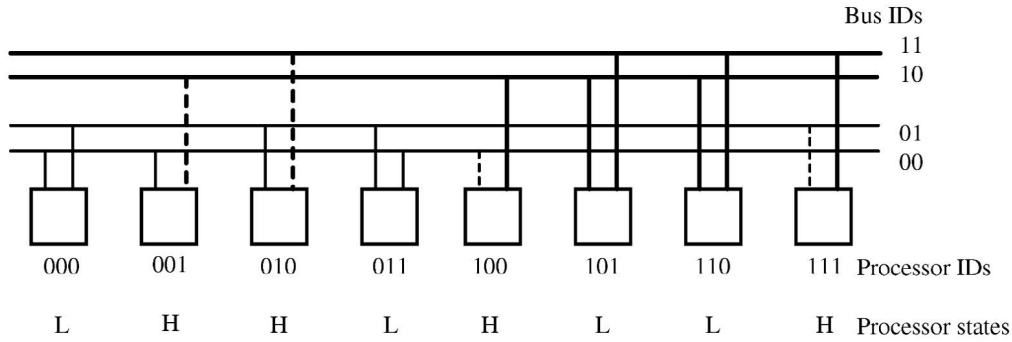 Bus IDs
11
10
01
00
000 001 010 011 100 101 110 111 Processor IDs
L H H L H L L H Processor states